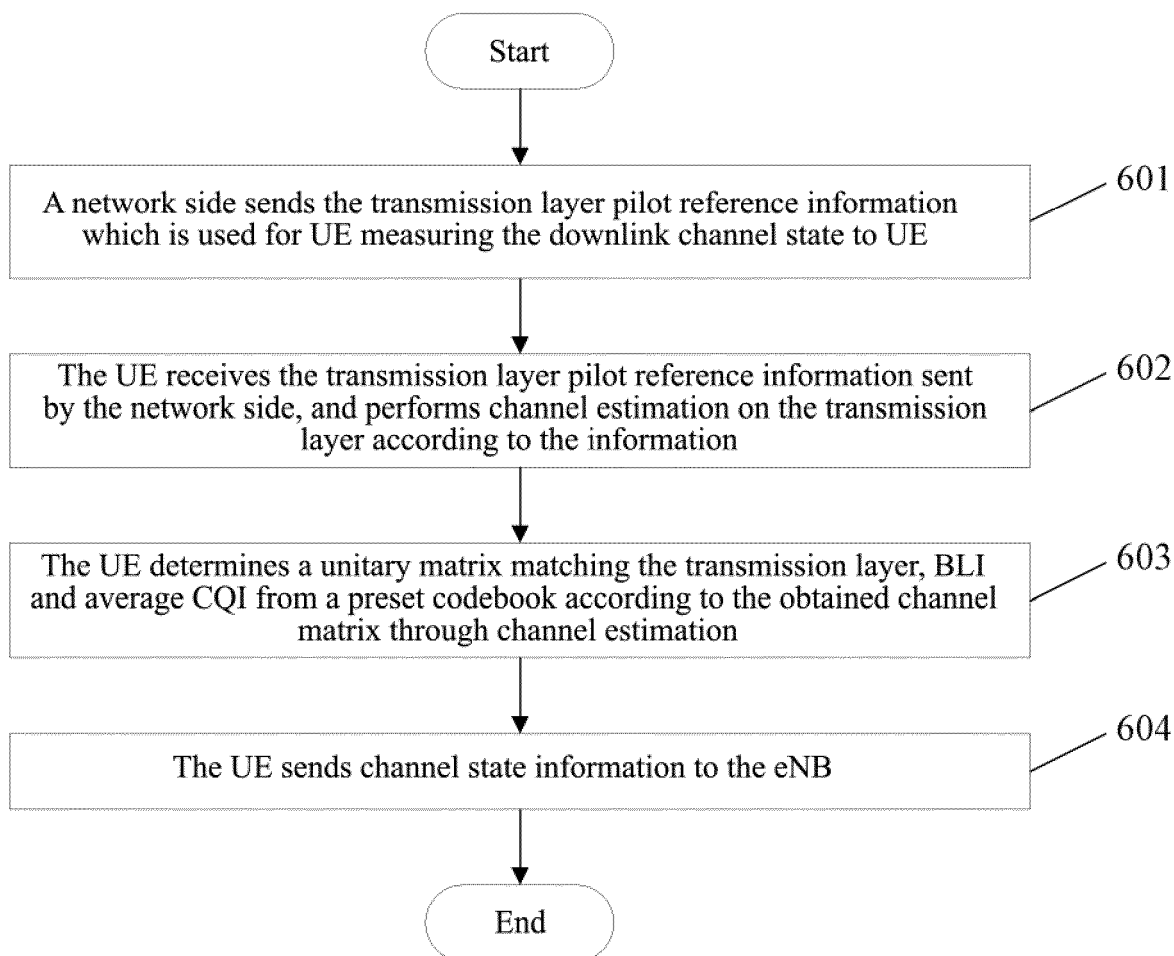 Start
A network side sends the transmission layer pilot reference information
which is used for UE measuring the downlink channel state to UE
601
The UE receives the transmission layer pilot reference information sent
by the network side, and performs channel estimation on the transmission
layer according to the information
602
The UE determines a unitary matrix matching the transmission layer, BLI
and average CQI from a preset codebook according to the obtained channel
matrix through channel estimation
603
The UE sends channel state information to the eNB
604
End